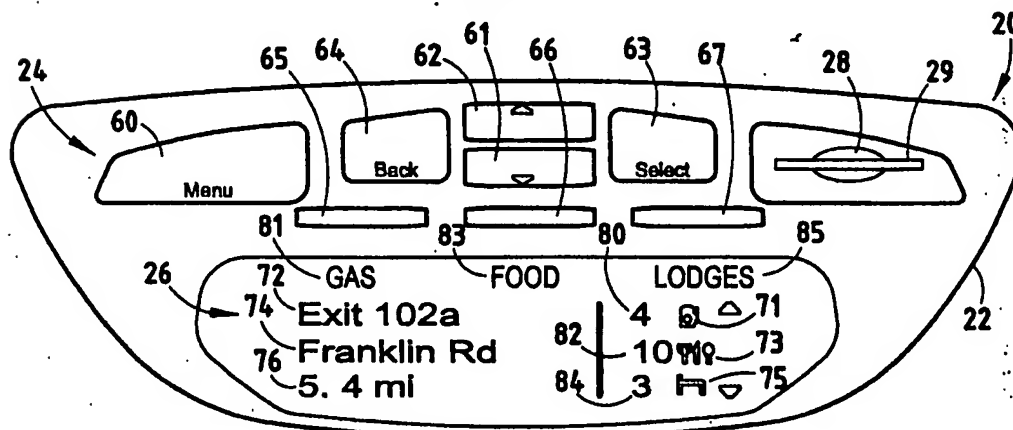 20
61
64 62 66 63 67 28
24 65 29
60
Back Select
Menu
81 83 80 85
72 GAS FOOD LODGES
26 74 Exit 102a 4 71 22
76 Franklin Rd 82 10 73
5. 4 mi 84 3 75